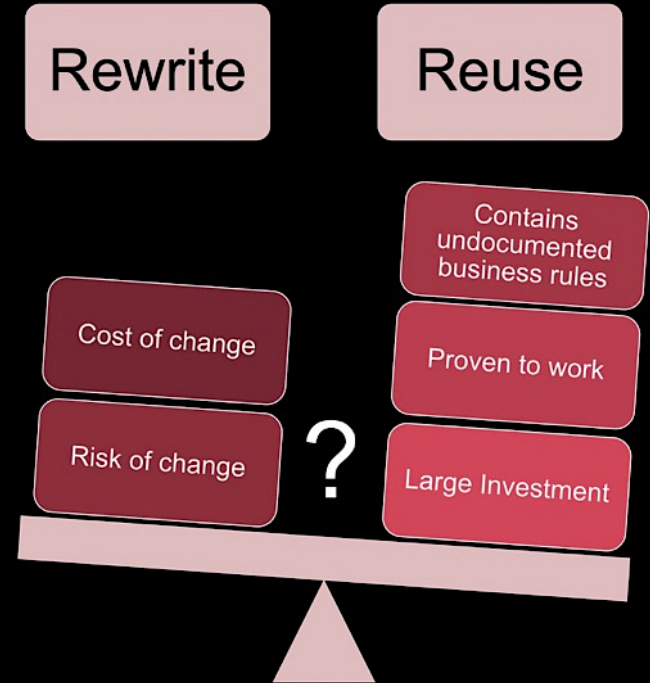 Rewrite
Reuse
Contains
undocumented
business rules
Cost of change
Proven to work
Risk of change
?
Large Investment